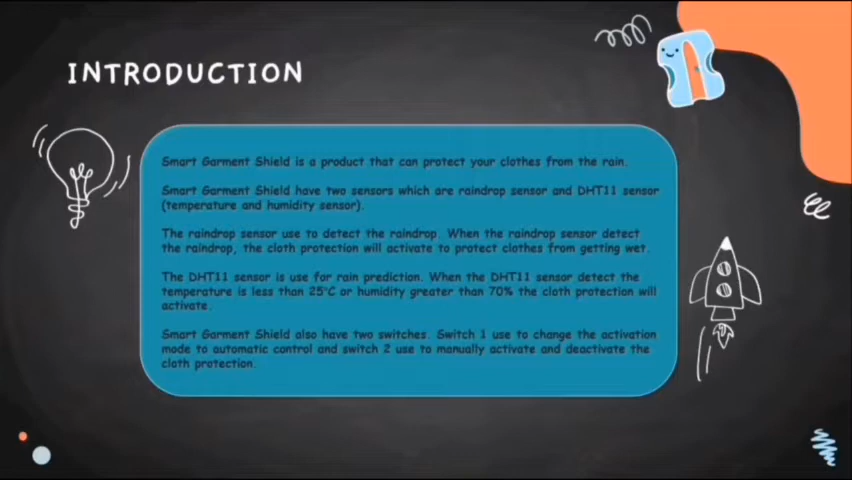 INTRODUCTION
Smart Garment Shield is a product that can protect your clothes from the rain.
Smart Garment Shield have two sensors which are raindrop sensor and DHT11 sensor
(temperature and humidity sensor).
The raindrop sensor use to detect the raindrop. When the raindrop sensor detect
the raindrop, the cloth protection will activate to protect clothes from getting wet.
The DHT11 sensor is use for rain prediction. When the DHT11 sensor detect the
temperature is less than 25°C or humidity greater than 70% the cloth protection will
activate.
Smart Garment Shield also have two switches. Switch 1 use to change the activation
mode to automatic control and switch 2 use to manually activate and deactivate the
cloth protection.